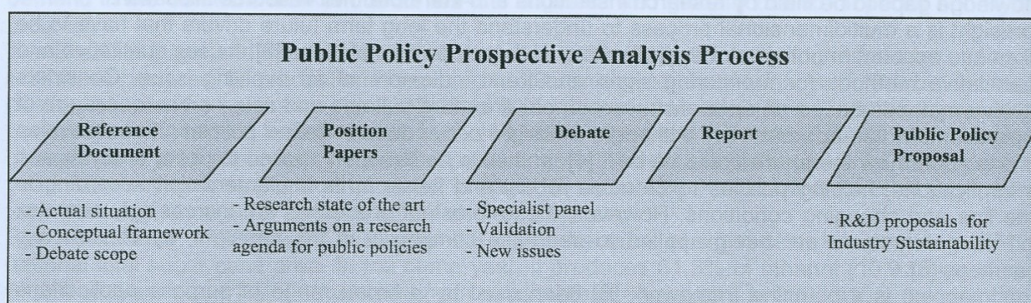 Public Policy Prospective Analysis Process
Reference
Document
Position
Papers
Debate
Report
Public Policy
Proposal
- Actual situation
- Conceptual framework
- Debate scope
- Research state of the art
- Arguments on a research
agenda for public policies
- Specialist panel
- Validation
- New issues
- R&D proposals for
Industry Sustainability